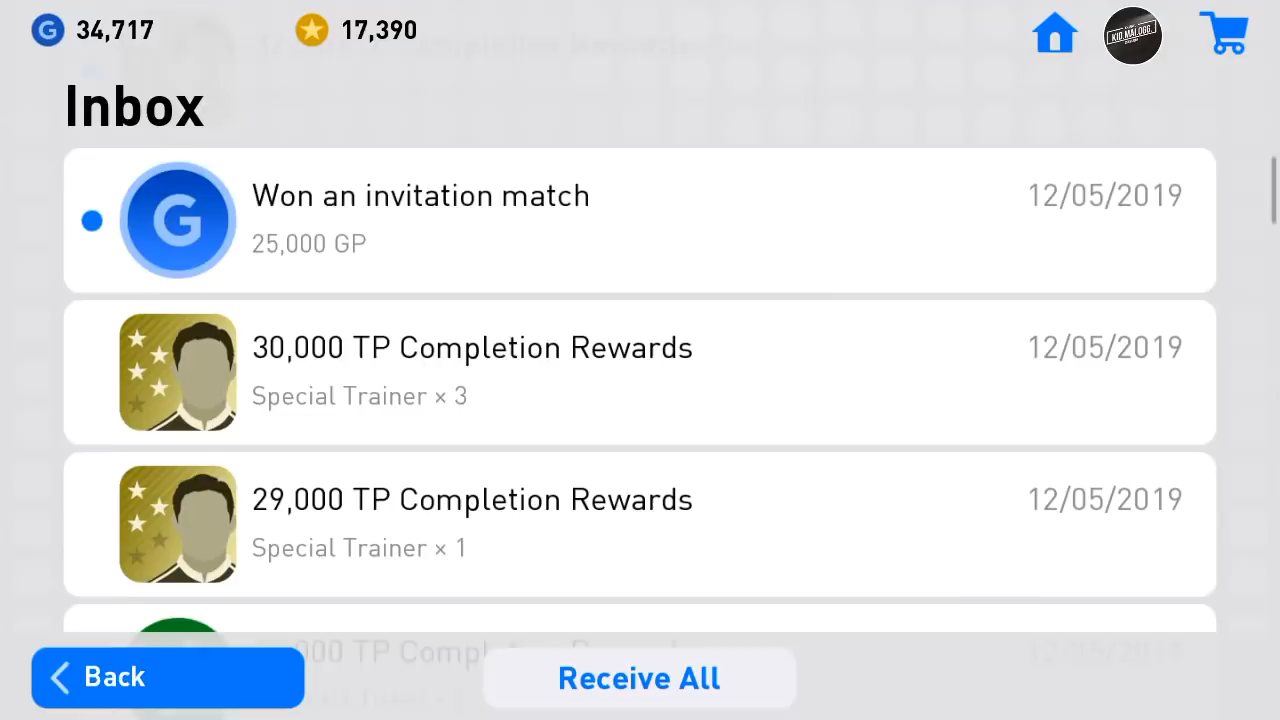 34,717
17,390
KID MALOGG
Inbox
Won an invitation match
12/05/2019
25,000 GP
30,000 TP Completion Rewards
12/05/2019
Special Trainer × 3
29,000 TP Completion Rewards
12/05/2019
Special Trainer × 1
Back
Receive All